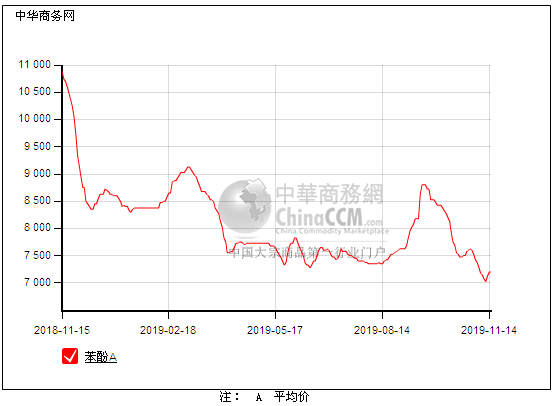 中华商务网
11 000
10 500
10 000
9 500
9 000
8 500
8 000
7 500
7 000
中華商務網
ChinaCCM.com
China Commodity Marketplace
中国大宗商品第一行业门户
2018-11-15
2019-02-18
2019-05-17
2019-08-14
2019-11-14
苯酚A
注： A 平均价